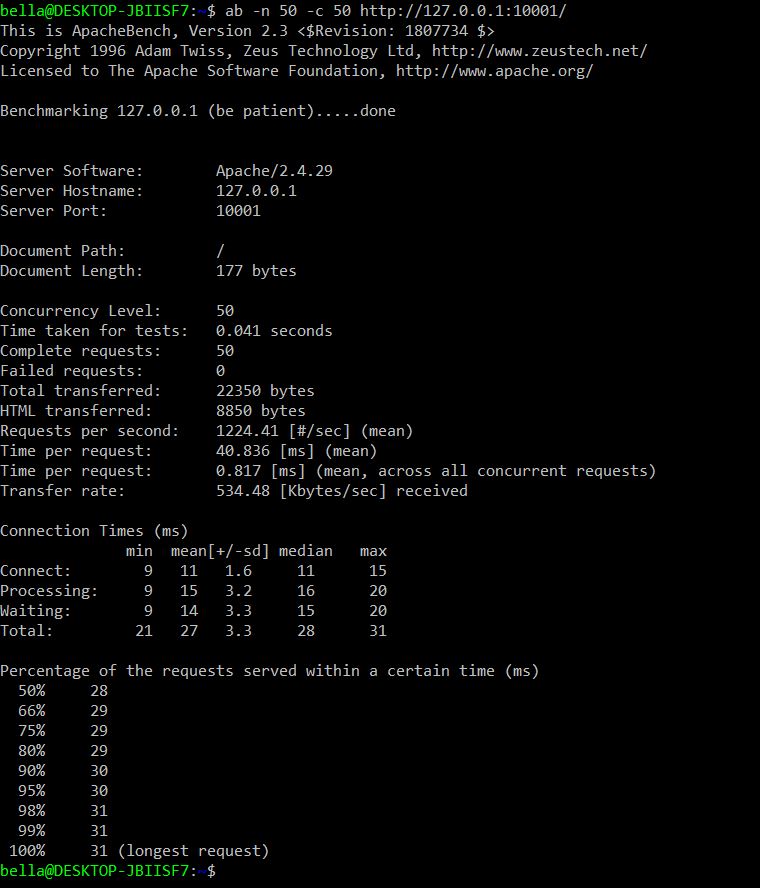 bella@DESKTOP-JBIISF7:~$ ab -n 50 -c 50 http://127.0.0.1:10001/
This is ApacheBench, Version 2.3 <$Revision: 1807734 $>
Copyright 1996 Adam Twiss, Zeus Technology Ltd, http://www.zeustech.net/
Licensed to The Apache Software Foundation, http://www.apache.org/

Benchmarking 127.0.0.1 (be patient).....done


Server Software:        Apache/2.4.29
Server Hostname:        127.0.0.1
Server Port:            10001

Document Path:          /
Document Length:        177 bytes

Concurrency Level:      50
Time taken for tests:   0.041 seconds
Complete requests:      50
Failed requests:        0
Total transferred:      22350 bytes
HTML transferred:       8850 bytes
Requests per second:    1224.41 [#/sec] (mean)
Time per request:       40.836 [ms] (mean)
Time per request:       0.817 [ms] (mean, across all concurrent requests)
Transfer rate:          534.48 [Kbytes/sec] received

Connection Times (ms)
              min  mean[+/-sd] median   max
Connect:        9   11   1.6     11      15
Processing:     9   15   3.2     16      20
Waiting:        9   14   3.3     15      20
Total:         21   27   3.3     28      31

Percentage of the requests served within a certain time (ms)
  50%     28
  66%     29
  75%     29
  80%     29
  90%     30
  95%     30
  98%     31
  99%     31
 100%     31 (longest request)
bella@DESKTOP-JBIISF7:~$